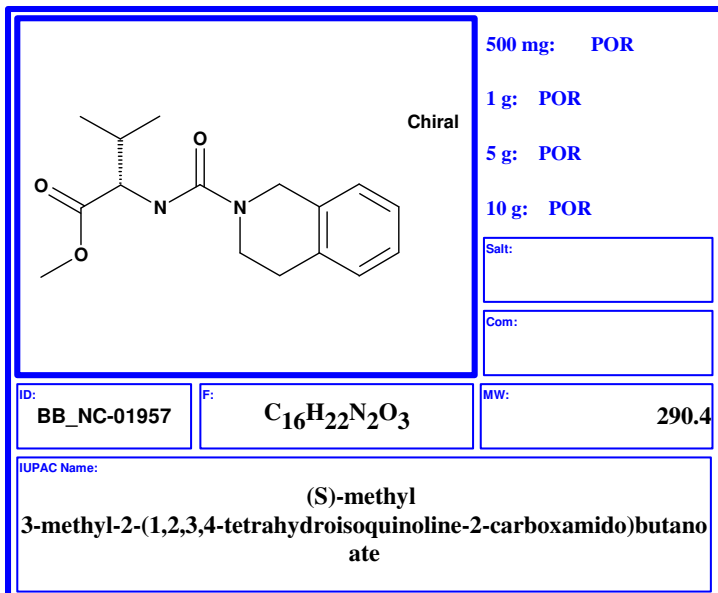 500 mg: POR
1 g: POR
5 g: POR
10 g: POR
Chiral
O
O
N
N
O
Salt:
Com:
ID:
BB_NC-01957
F:
C16H22N2O3
MW:
290.4
IUPAC Name:
(S)-methyl
3-methyl-2-(1,2,3,4-tetrahydroisoquinoline-2-carboxamido)butano
ate